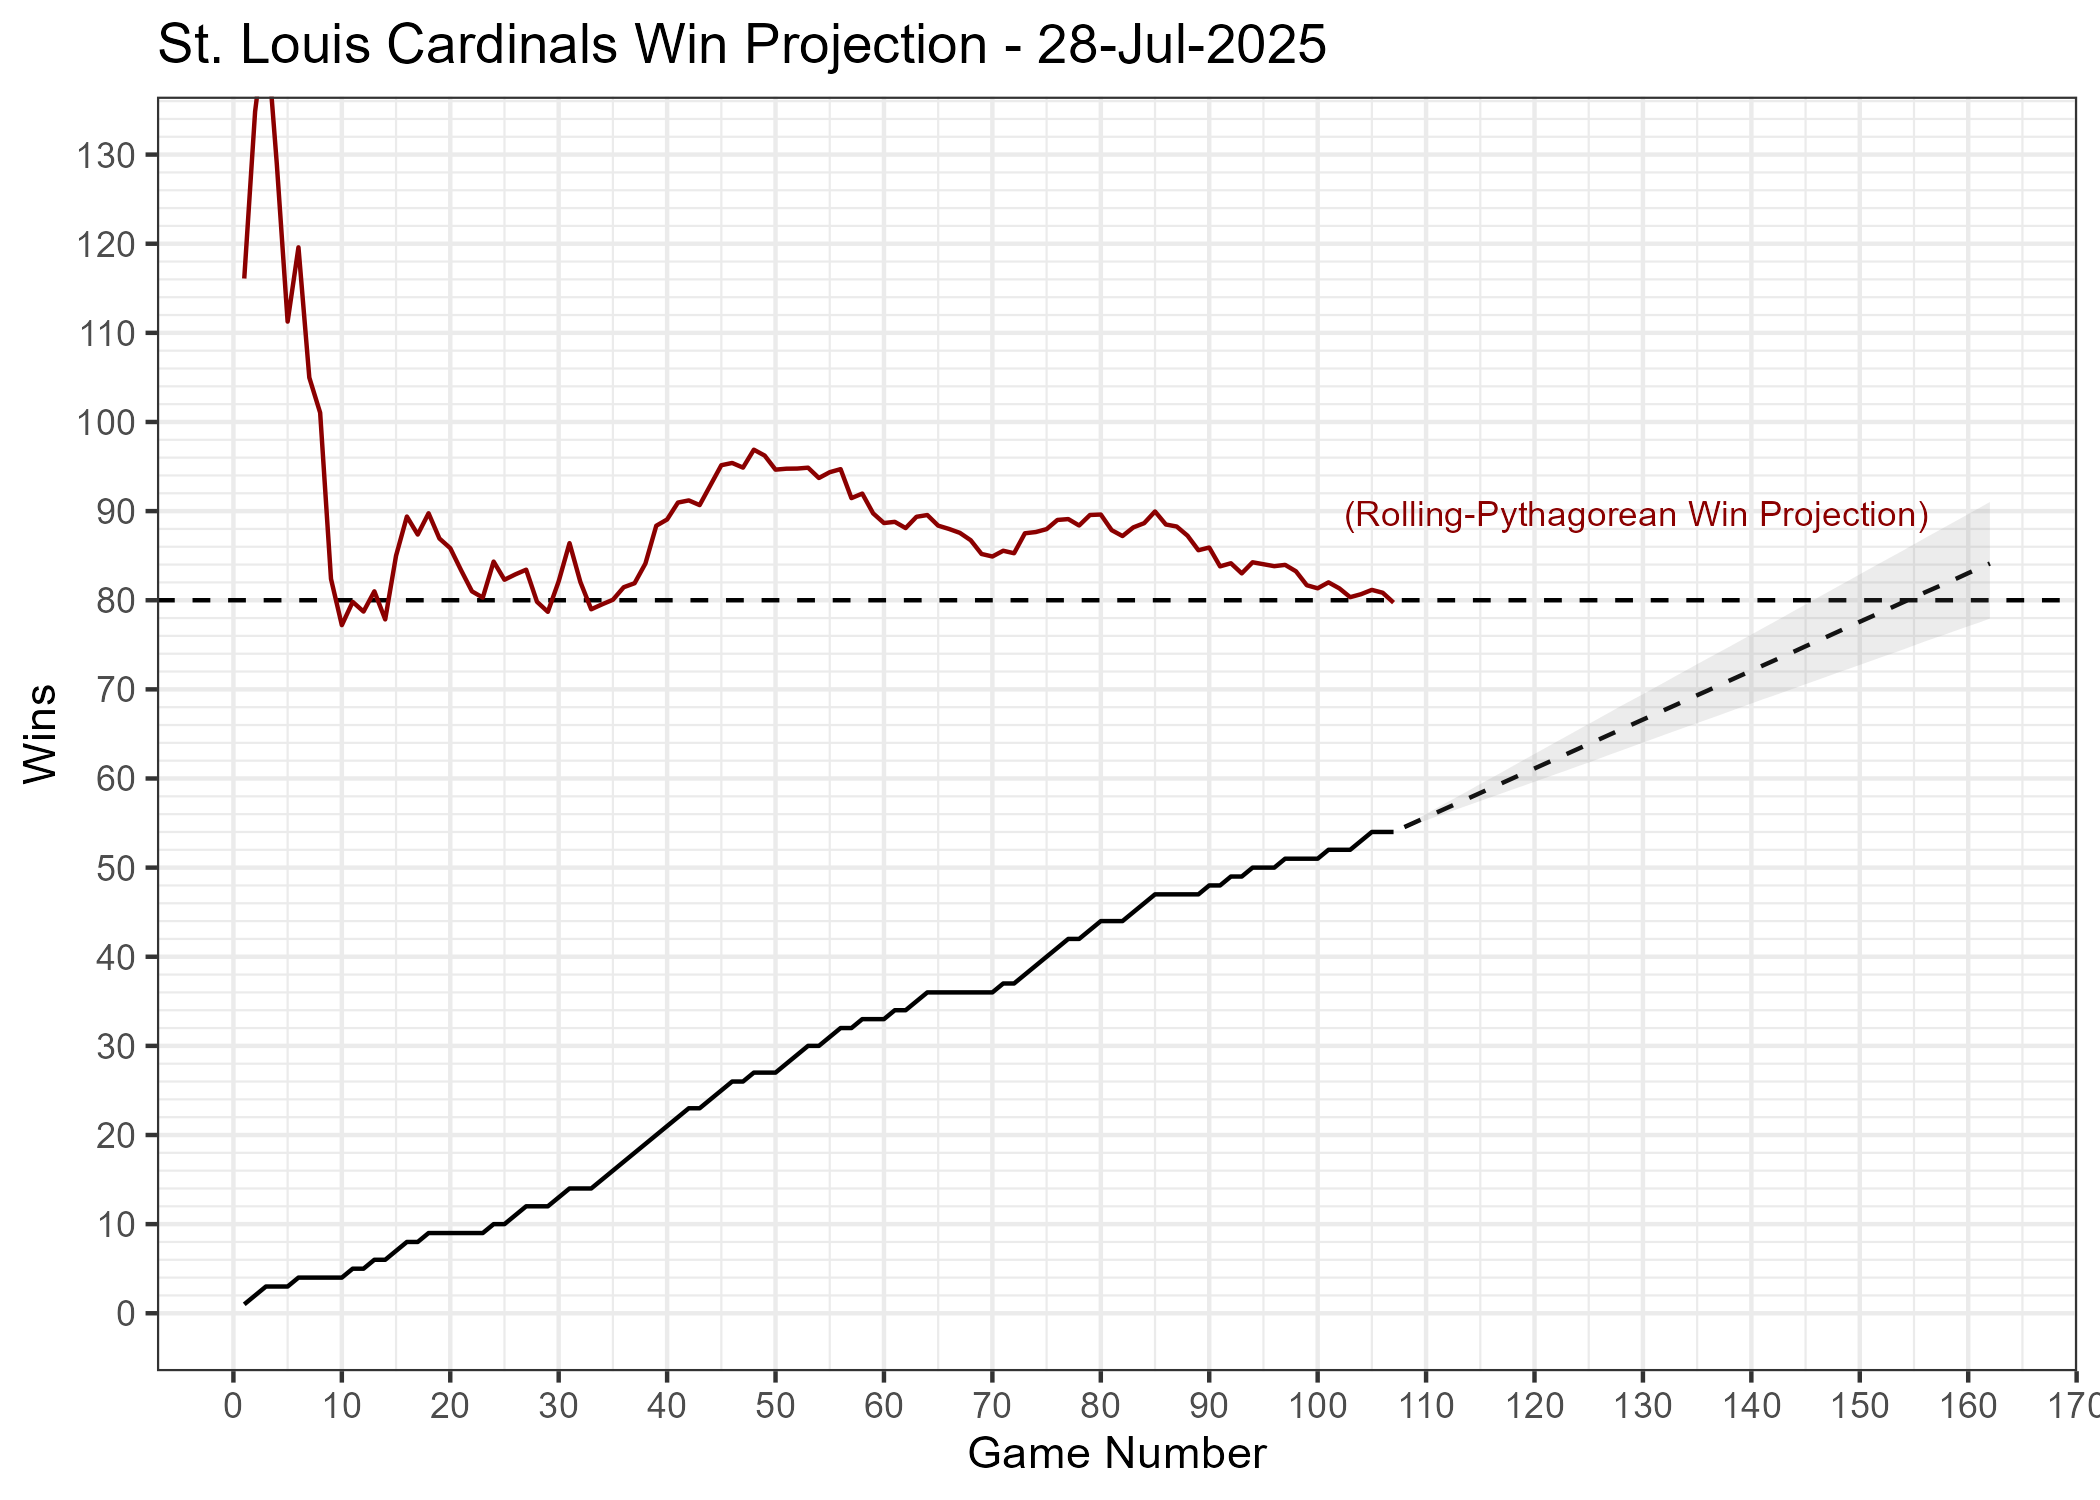 St. Louis Cardinals Win Projection - 28-Jul-2025
130
120
110
100
90
80
70
60
50
40
30
20
10
0
Wins
(Rolling-Pythagorean Win Projection)
0 10 20 30 40 50 60 70 80 90 100 110 120 130 140 150 160 170
Game Number